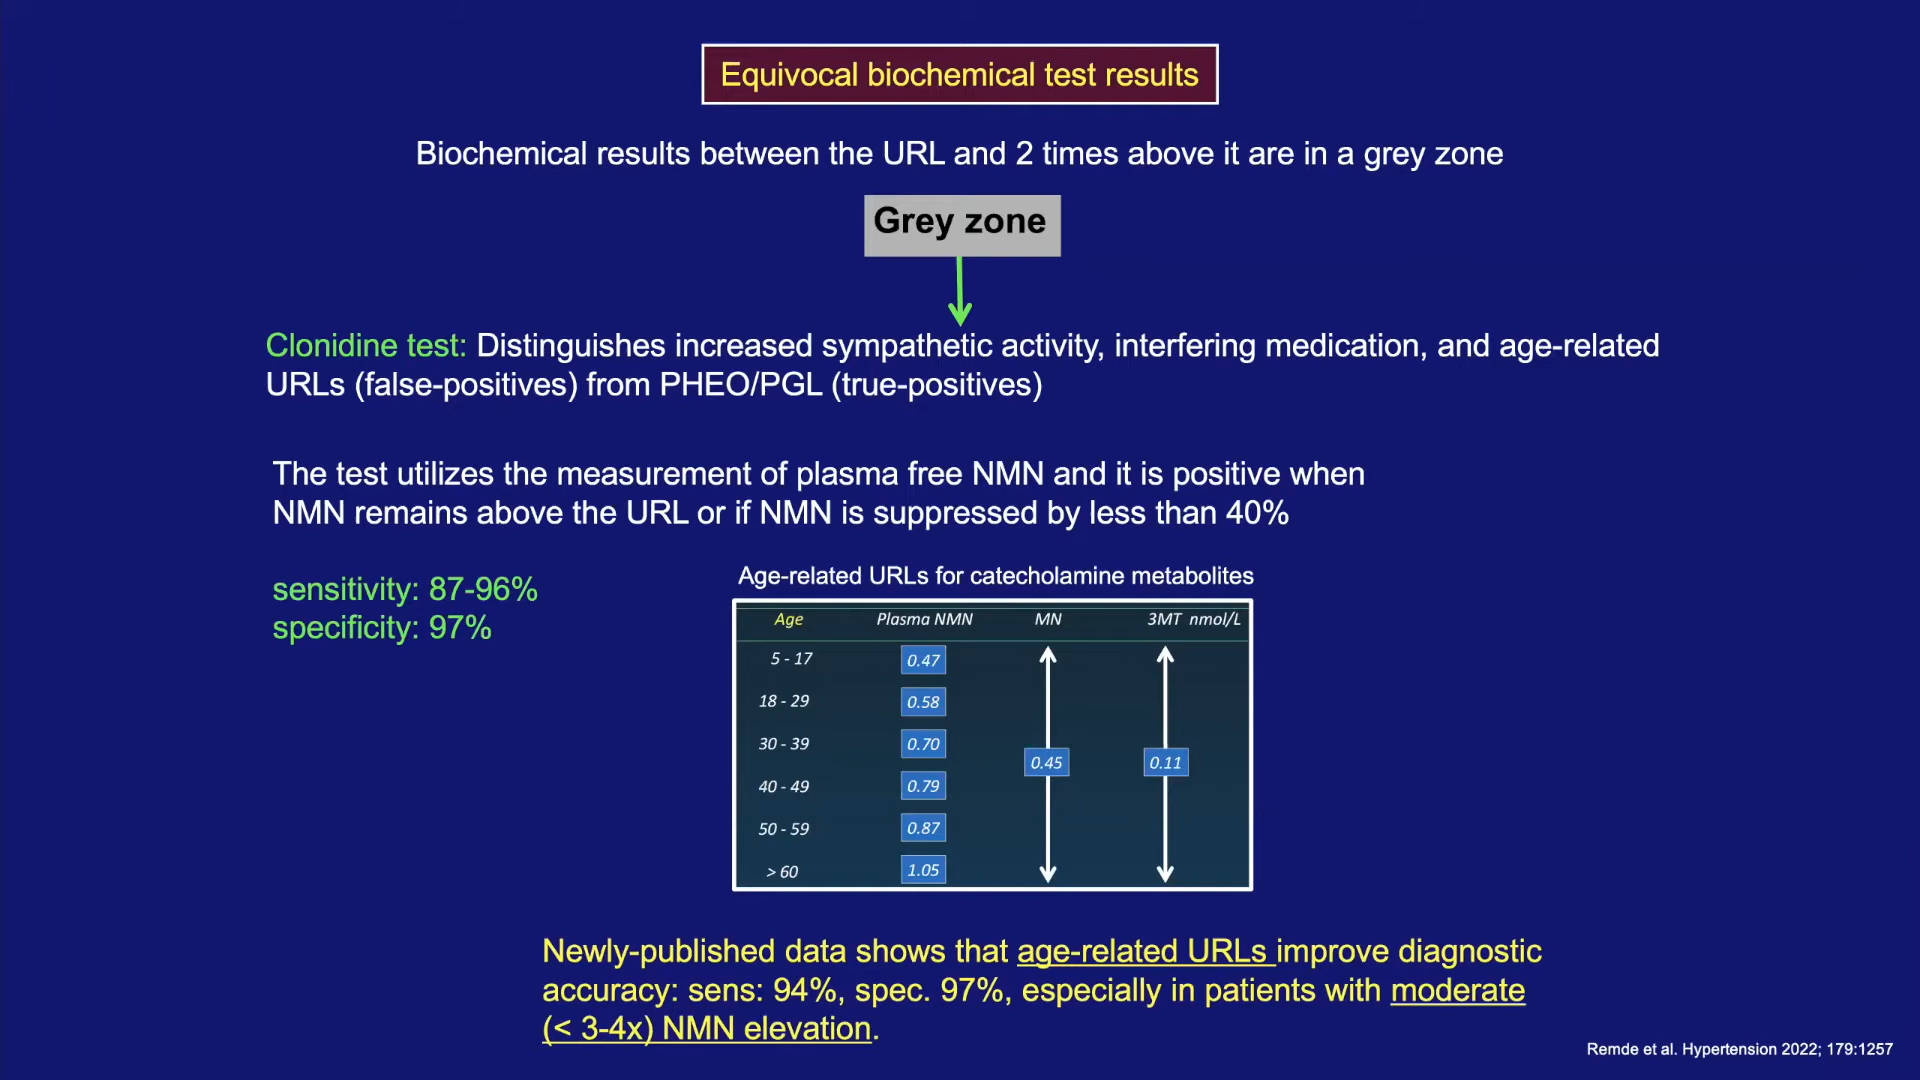 Equivocal biochemical test results
Biochemical results between the URL and 2 times above it are in a grey zone
Grey zone
Clonidine test: Distinguishes increased sympathetic activity, interfering medication, and age-related
URLs (false-positives) from PHEO/PGL (true-positives)
The test utilizes the measurement of plasma free NMN and it is positive when
NMN remains above the URL or if NMN is suppressed by less than 40%
sensitivity: 87-96%
specificity: 97%
Age-related URLs for catecholamine metabolites
Age Plasma NMN MN 3MT nmol/L
5 - 17 0.47
18 - 29 0.58
30 - 39 0.70
0.45 0.11
40 - 49 0.79
50 - 59 0.87
> 60 1.05
Newly-published data shows that age-related URLs improve diagnostic
accuracy: sens: 94%, spec. 97%, especially in patients with moderate
(< 3-4x) NMN elevation.
Remde et al. Hypertension 2022; 179:1257